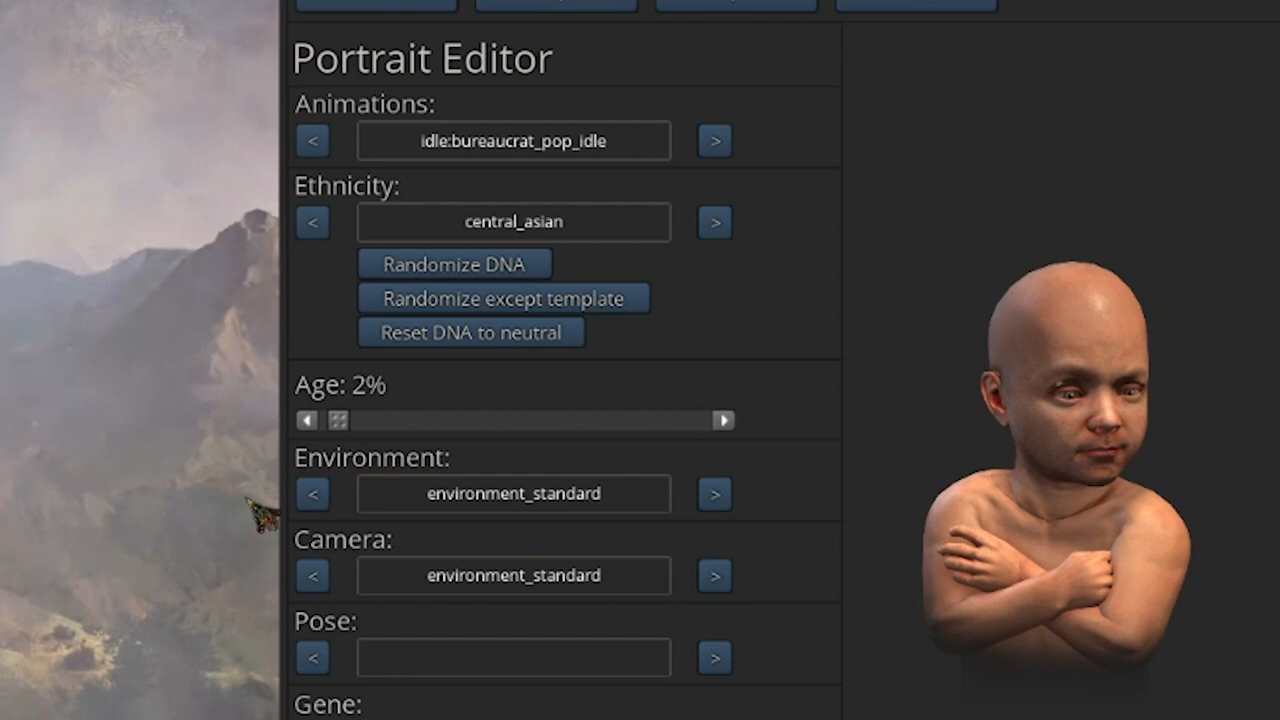 Portrait Editor
Animations:
< idle:bureaucrat_pop_idle >
Ethnicity:
< central_asian >
Randomize DNA
Randomize except template
Reset DNA to neutral
Age: 2%
Environment:
< environment_standard >
Camera:
< environment_standard >
Pose:
< >
Gene: